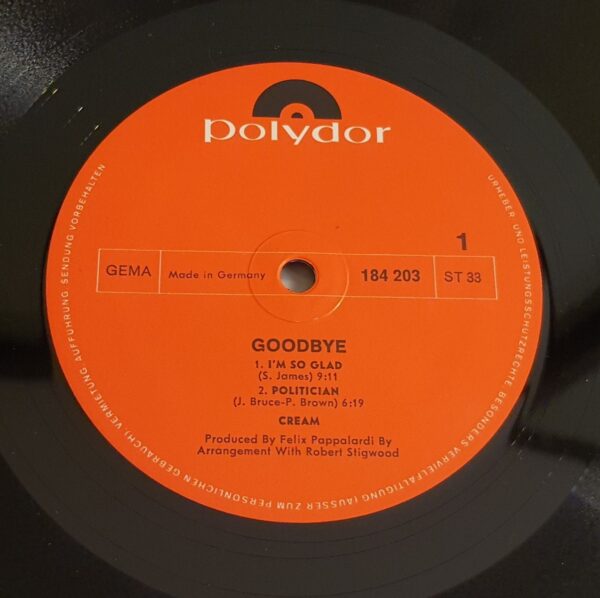 polydor
1
GEMA
Made in Germany
184 203
ST 33
GOODBYE
1. I'M SO GLAD
(S. James) 9:11
2. POLITICIAN
(J. Bruce-P. Brown) 6:19
CREAM
Produced By Felix Pappalardi By
Arrangement With Robert Stigwood
URHEBER- UND LEISTUNGSSCHUTZRECHTE BESONDERS VERVIELFÄLTIGUNG (AUSSER ZUM PERSÖNLICHEN GEBRAUCH), VERMIETUNG AUFFÜHRUNG SENDUNG VORBEHALTEN